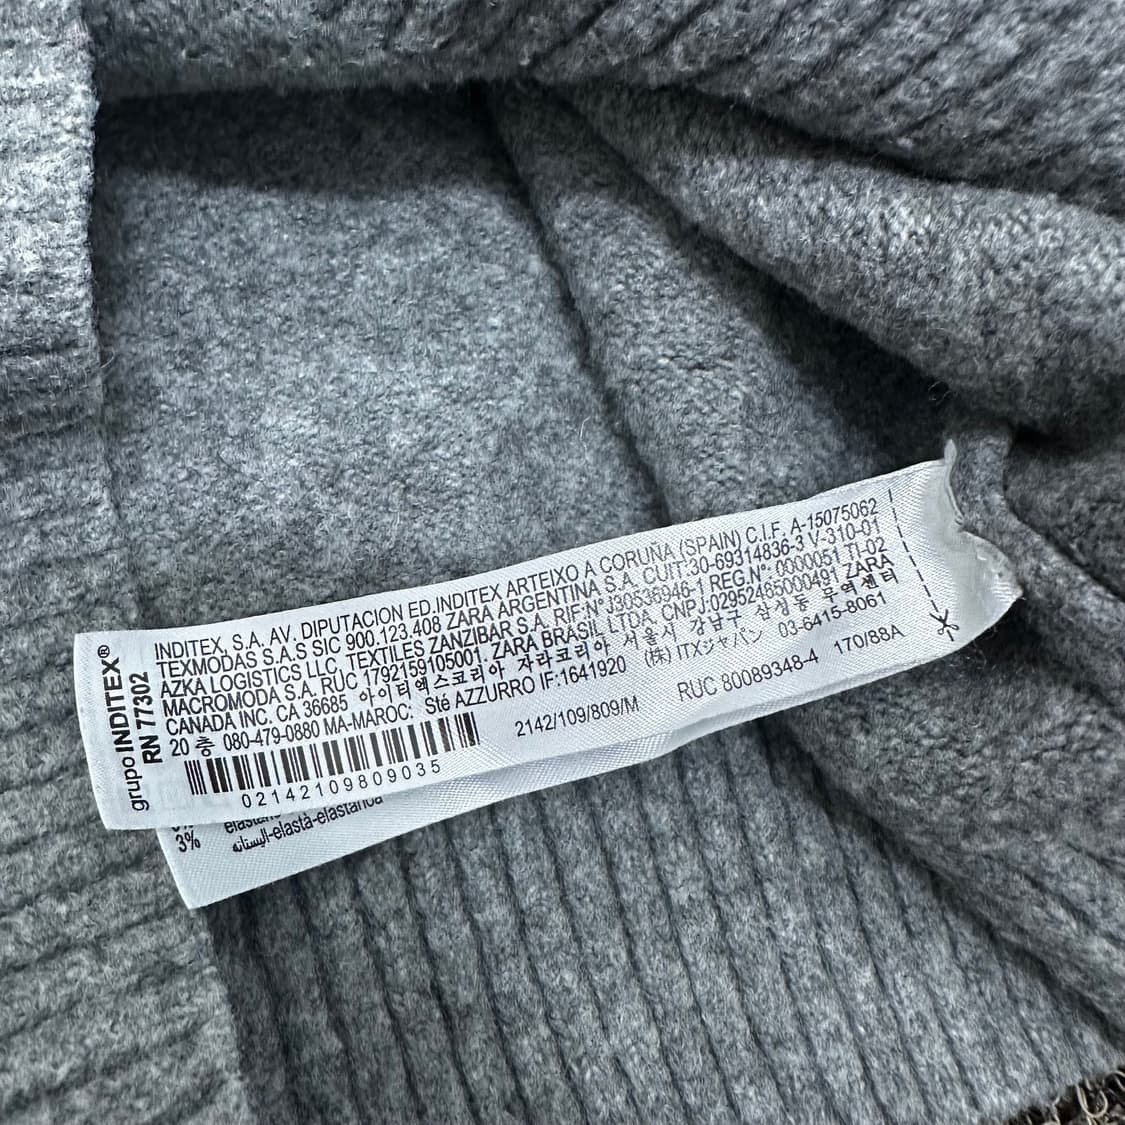 grupo INDITEX®
RN 77302
INDITEX, S.A. AV. DIPUTACION ED.INDITEX ARTEIXO A CORUÑA (SPAIN) C.I.F. A-15075062
TEXMODAS S.A.S SIC 900.123.408 ZARA ARGENTINA S.A. CUIT:30-69314836-3 V-310-01
AZKA LOGISTICS LLC, TEXTILES ZANZIBAR S.A. RIF:Nº J30536946-1 REG.Nº: 0000051 TI-02
MACROMODA S.A. RUC 1792159105001. ZARA BRASIL LTDA, CNPJ:02952485000491 ZARA
CANADA INC. CA 36685 아이티엑스코리아 자라코리아 서울시 강남구 삼성동 무역센터
20 층 080-479-0880 MA-MAROC: Sté AZZURRO IF:1641920 (株) ITXジャパン 03-6415-8061
2142/109/809/M RUC 80089348-4 170/88A
02142109809035
3% اليستانه-elastà-elastanoa